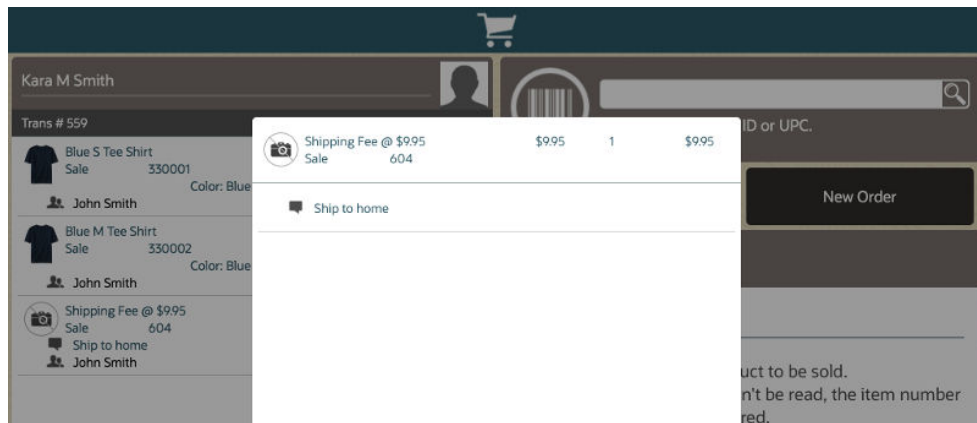 Kara M Smith
Trans # 559
Blue S Tee Shirt
Sale 330001
Color: Blue
John Smith
Blue M Tee Shirt
Sale 330002
Color: Blue
John Smith
Shipping Fee @ $9.95
Sale 604
Ship to home
John Smith
Shipping Fee @ $9.95 $9.95 1 $9.95
Sale 604
Ship to home
ID or UPC.
New Order
uct to be sold.
n't be read, the item number
red.